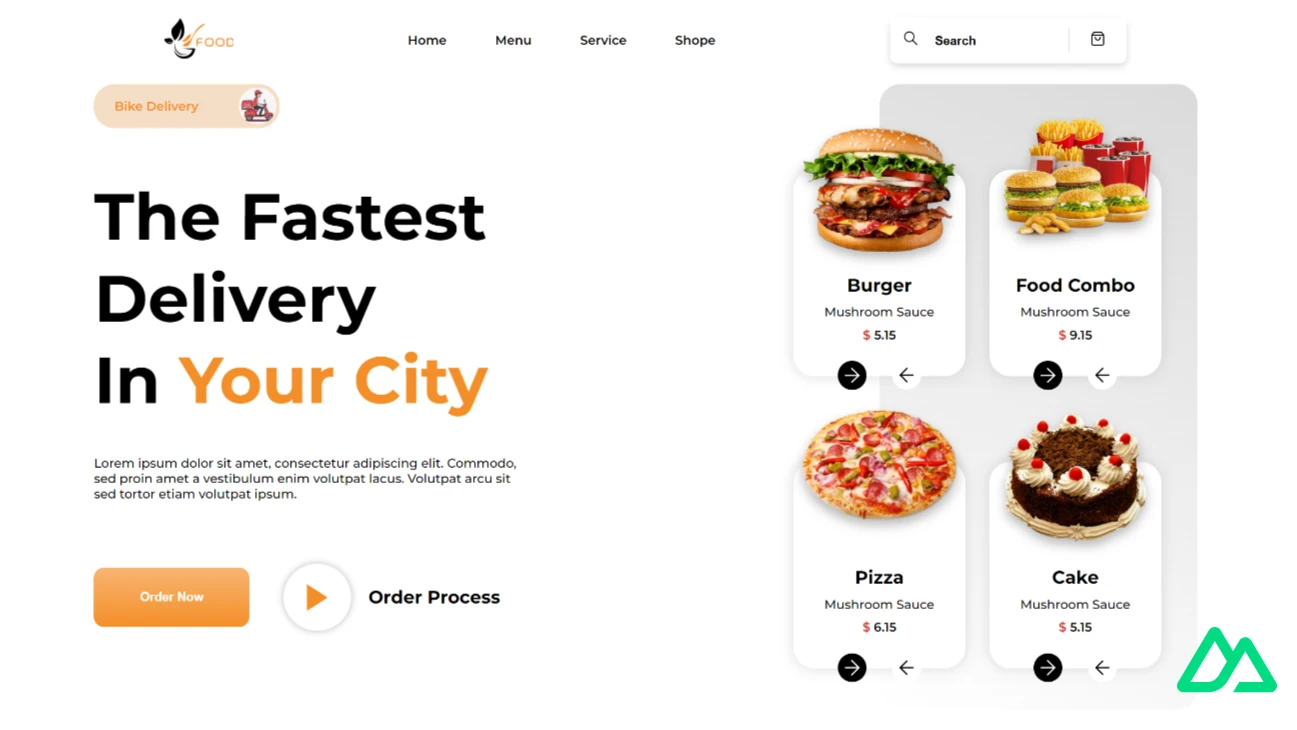 FOOD
Home
Menu
Service
Shope
Search
Bike Delivery
The Fastest
Delivery
In Your City
Lorem ipsum dolor sit amet, consectetur adipiscing elit. Commodo,
sed proin amet a vestibulum enim volutpat lacus. Volutpat arcu sit
sed tortor etiam volutpat ipsum.
Order Now
Order Process
Burger
Mushroom Sauce
$ 5.15
Food Combo
Mushroom Sauce
$ 9.15
Pizza
Mushroom Sauce
$ 6.15
Cake
Mushroom Sauce
$ 5.15